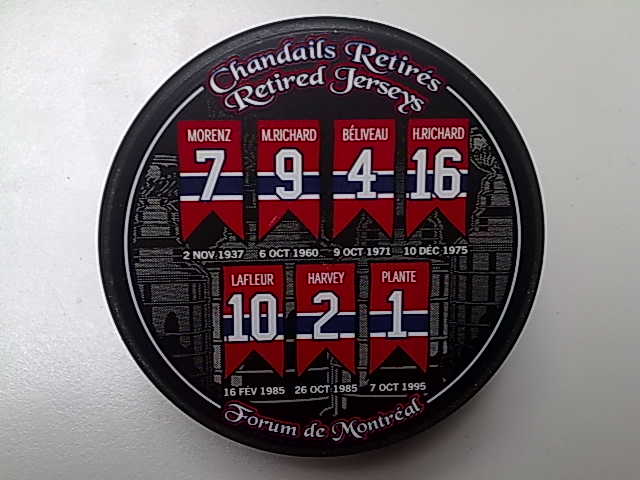 Chandails Retirés
Retired Jerseys
MORENZ M.RICHARD BÉLIVEAU H.RICHARD
7 9 4 16
2 NOV 1937 6 OCT 1960 9 OCT 1971 10 DÉC 1975
LAFLEUR HARVEY PLANTE
10 2 1
16 FÉV 1985 26 OCT 1985 7 OCT 1995
Forum de Montréal